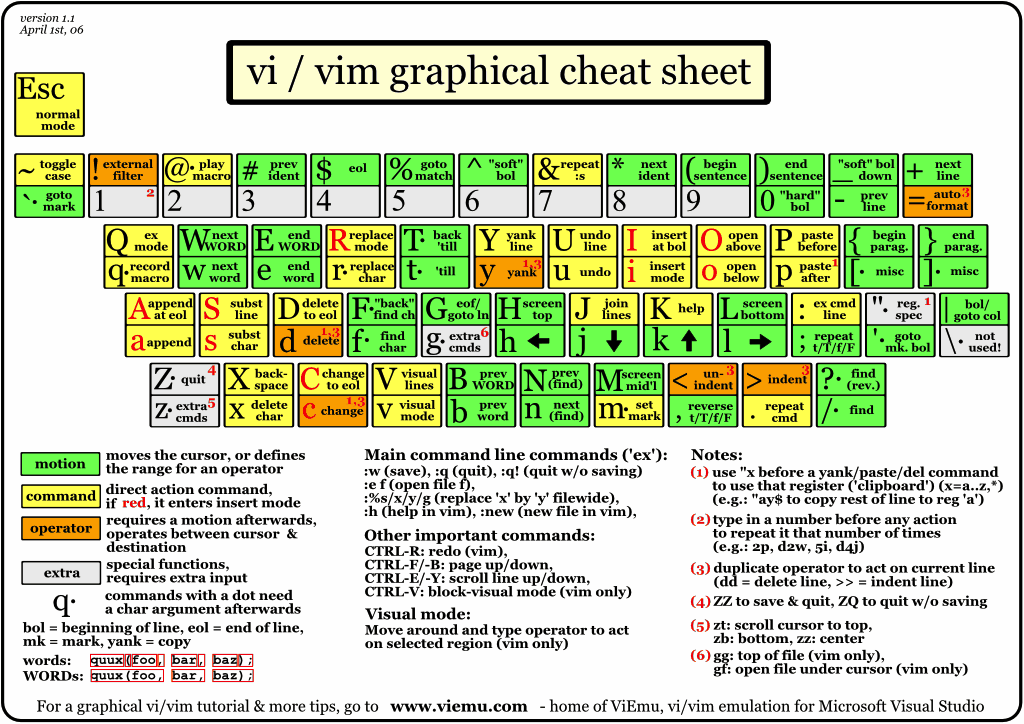 version 1.1
April 1st, 06
vi / vim graphical cheat sheet
Esc
normal
mode
~ toggle case
! external filter
@· play macro
# prev ident
$ eol
% goto match
^ "soft" bol
& repeat :s
* next ident
( begin sentence
) end sentence
_ "soft" bol down
+ next line
`· goto mark
1 2
2
3
4
5
6
7
8
9
0 "hard" bol
- prev line
= auto format 3
Q ex mode
W next WORD
E end WORD
R replace mode
T· back 'till
Y yank line
U undo line
I insert at bol
O open above
P paste before
{ begin parag.
} end parag.
q· record macro
w next word
e end word
r· replace char
t· 'till
y yank 1,3
u undo
i insert mode
o open below
p paste after 1
[· misc
]· misc
A append at eol
S subst line
D delete to eol
F· "back" find ch
G eof/ goto ln
H screen top
J join lines
K help
L screen bottom
: ex cmd line
"· reg. spec 1
| bol/ goto col
a append
s subst char
d delete 1,3
f· find char
g· extra cmds 6
h ←
j ↓
k ↑
l →
; repeat t/T/f/F
'· goto mk. bol
\· not used!
Z· quit 4
X back-space
C change to eol
V visual lines
B prev WORD
N prev (find)
M screen mid'l
< un-indent 3
> indent 3
?· find (rev.)
z· extra cmds 5
x delete char
c change 1,3
v visual mode
b prev word
n next (find)
m· set mark
, reverse t/T/f/F
. repeat cmd
/· find
motion
moves the cursor, or defines
the range for an operator
command
direct action command,
if red, it enters insert mode
operator
requires a motion afterwards,
operates between cursor &
destination
extra
special functions,
requires extra input
q·
commands with a dot need
a char argument afterwards
bol = beginning of line, eol = end of line,
mk = mark, yank = copy
words: quux(foo, bar, baz);
WORDs: quux(foo, bar, baz);
Main command line commands ('ex'):
:w (save), :q (quit), :q! (quit w/o saving)
:e f (open file f),
:%s/x/y/g (replace 'x' by 'y' filewide),
:h (help in vim), :new (new file in vim),
Other important commands:
CTRL-R: redo (vim),
CTRL-F/-B: page up/down,
CTRL-E/-Y: scroll line up/down,
CTRL-V: block-visual mode (vim only)
Visual mode:
Move around and type operator to act
on selected region (vim only)
Notes:
(1) use "x before a yank/paste/del command
to use that register ('clipboard') (x=a..z,*)
(e.g.: "ay$ to copy rest of line to reg 'a')
(2) type in a number before any action
to repeat it that number of times
(e.g.: 2p, d2w, 5i, d4j)
(3) duplicate operator to act on current line
(dd = delete line, >> = indent line)
(4) ZZ to save & quit, ZQ to quit w/o saving
(5) zt: scroll cursor to top,
zb: bottom, zz: center
(6) gg: top of file (vim only),
gf: open file under cursor (vim only)
For a graphical vi/vim tutorial & more tips, go to www.viemu.com - home of ViEmu, vi/vim emulation for Microsoft Visual Studio